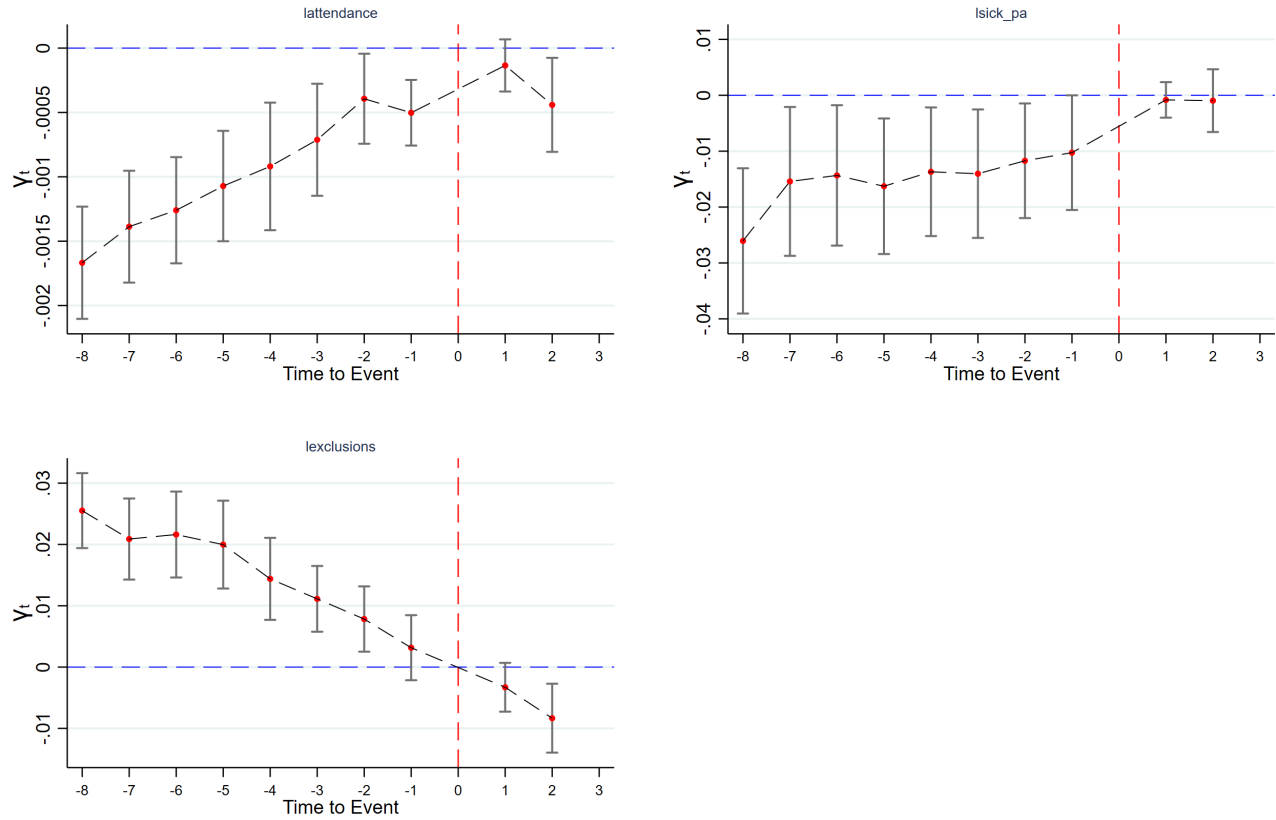 lattendance
γt
0
-.0005
-.001
-.0015
-.002
-8 -7 -6 -5 -4 -3 -2 -1 0 1 2 3
Time to Event
lsick_pa
γt
.01
0
-.01
-.02
-.03
-.04
-8 -7 -6 -5 -4 -3 -2 -1 0 1 2 3
Time to Event
lexclusions
γt
.03
.02
.01
0
-.01
-8 -7 -6 -5 -4 -3 -2 -1 0 1 2 3
Time to Event